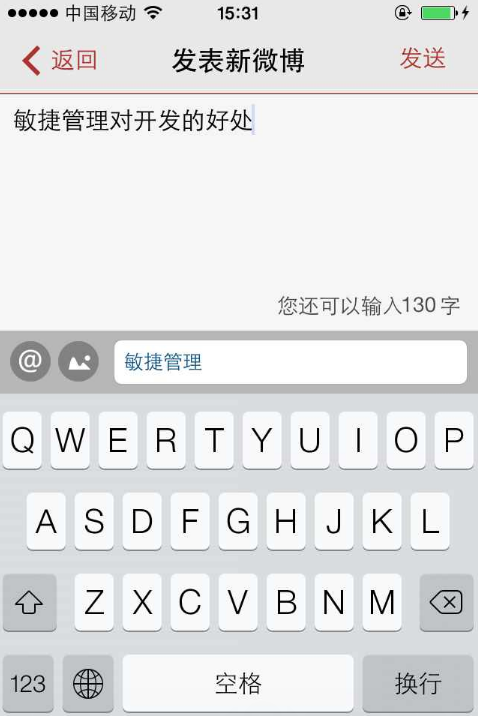 中国移动 15:31
返回 发表新微博 发送
敏捷管理对开发的好处
您还可以输入130 字
@ 敏捷管理
Q W E R T Y U I O P
A S D F G H J K L
Z X C V B N M
123 空格 换行